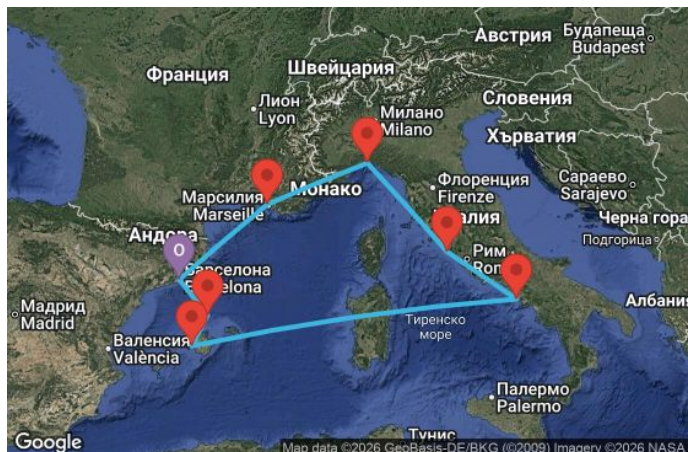 Австрия
Будапеща
Budapest
Швейцария
Франция
Лион
Lyon
Словения
Милано
Milano
Хърватия
Сараево
Sarajevo
Флоренция
Firenze
Монако
Марсилия
Marseille
Черна гора
Андора
Подгорица
Рим
Барселона
Мадрид
Madrid
Албания
Тиренско
море
Валенсия
València
Палермо
Palermo
Тунис
Google
Map data ©2026 GeoBasis-DE/BKG (©2009) Imagery ©2026 NASA